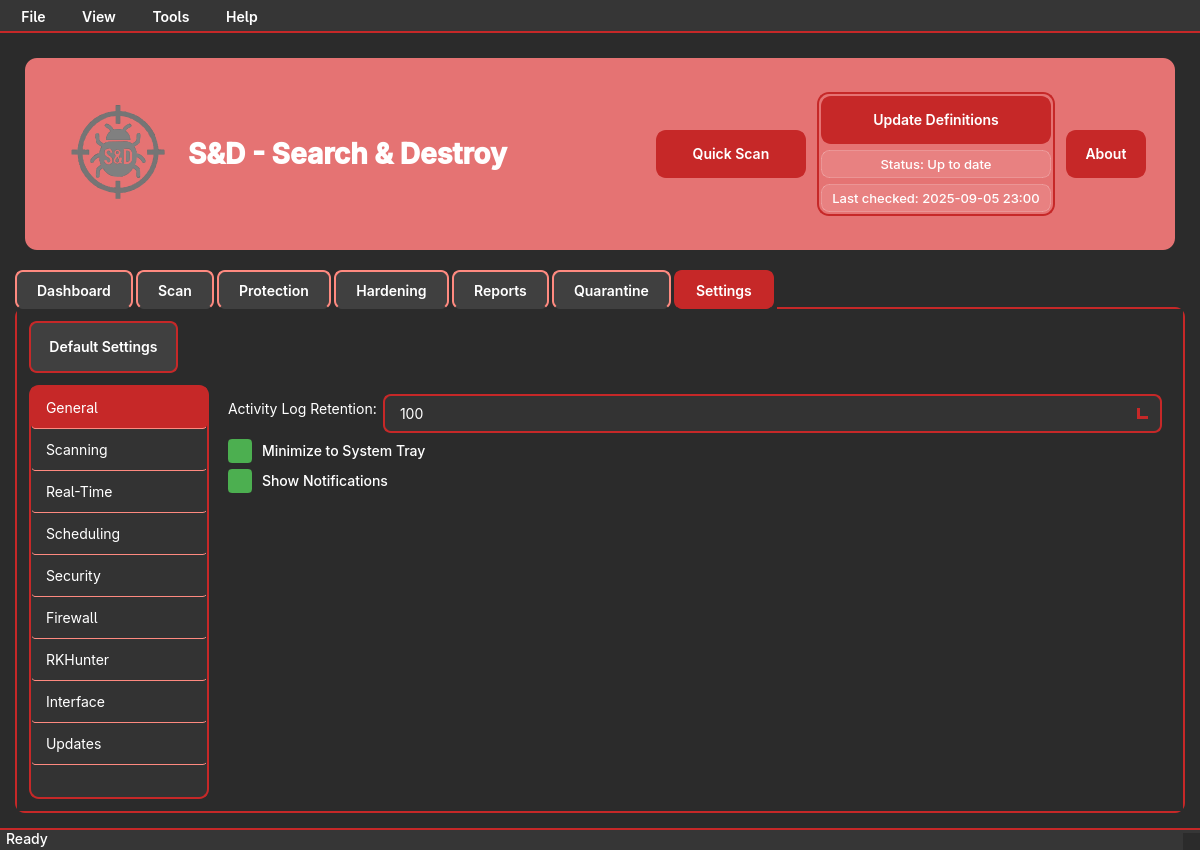 File View Tools Help
S&D
S&D - Search & Destroy
Quick Scan
Update Definitions
Status: Up to date
Last checked: 2025-09-05 23:00
About
Dashboard Scan Protection Hardening Reports Quarantine Settings
Default Settings
General
Scanning
Real-Time
Scheduling
Security
Firewall
RKHunter
Interface
Updates
Activity Log Retention: 100
Minimize to System Tray
Show Notifications
Ready